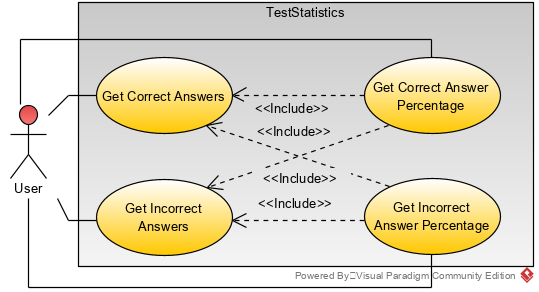 TestStatistics
Get Correct Answers
<<Include>>
Get Correct Answer
Percentage
<<Include>>
User
<<Include>>
Get Incorrect
Answers
<<Include>>
Get Incorrect
Answer Percentage
Powered By Visual Paradigm Community Edition